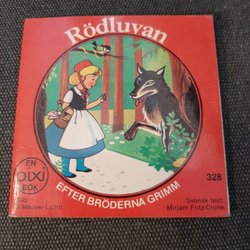 Rödluvan
EN
pixi
BOK
EFTER BRÖDERNA GRIMM
328
Svensk text:
Mirjam Fritz-Crone